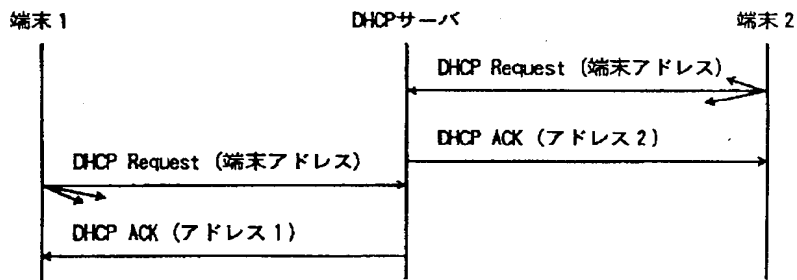 端末1 DHCPサーバ 端末2
DHCP Request (端末アドレス)
DHCP ACK (アドレス2)
DHCP Request (端末アドレス)
DHCP ACK (アドレス1)